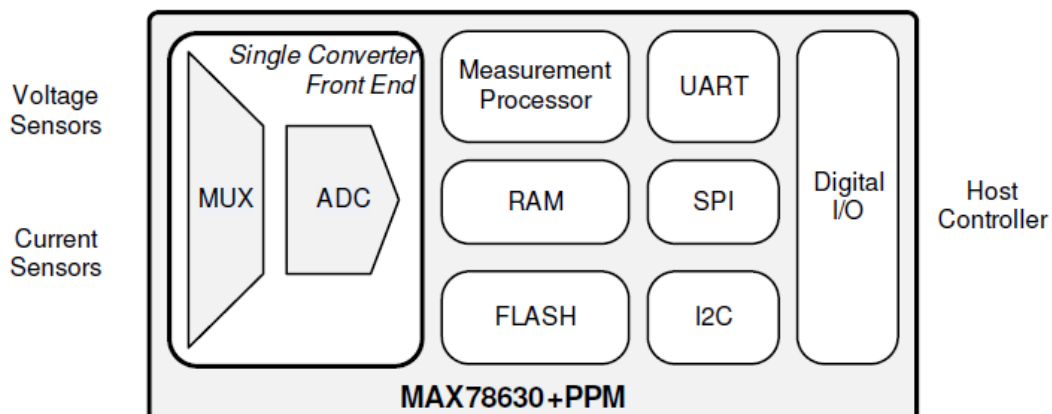 Voltage
Sensors
Current
Sensors
Single Converter
Front End
MUX
ADC
Measurement
Processor
RAM
FLASH
UART
SPI
I2C
Digital
I/O
Host
Controller
MAX78630+PPM